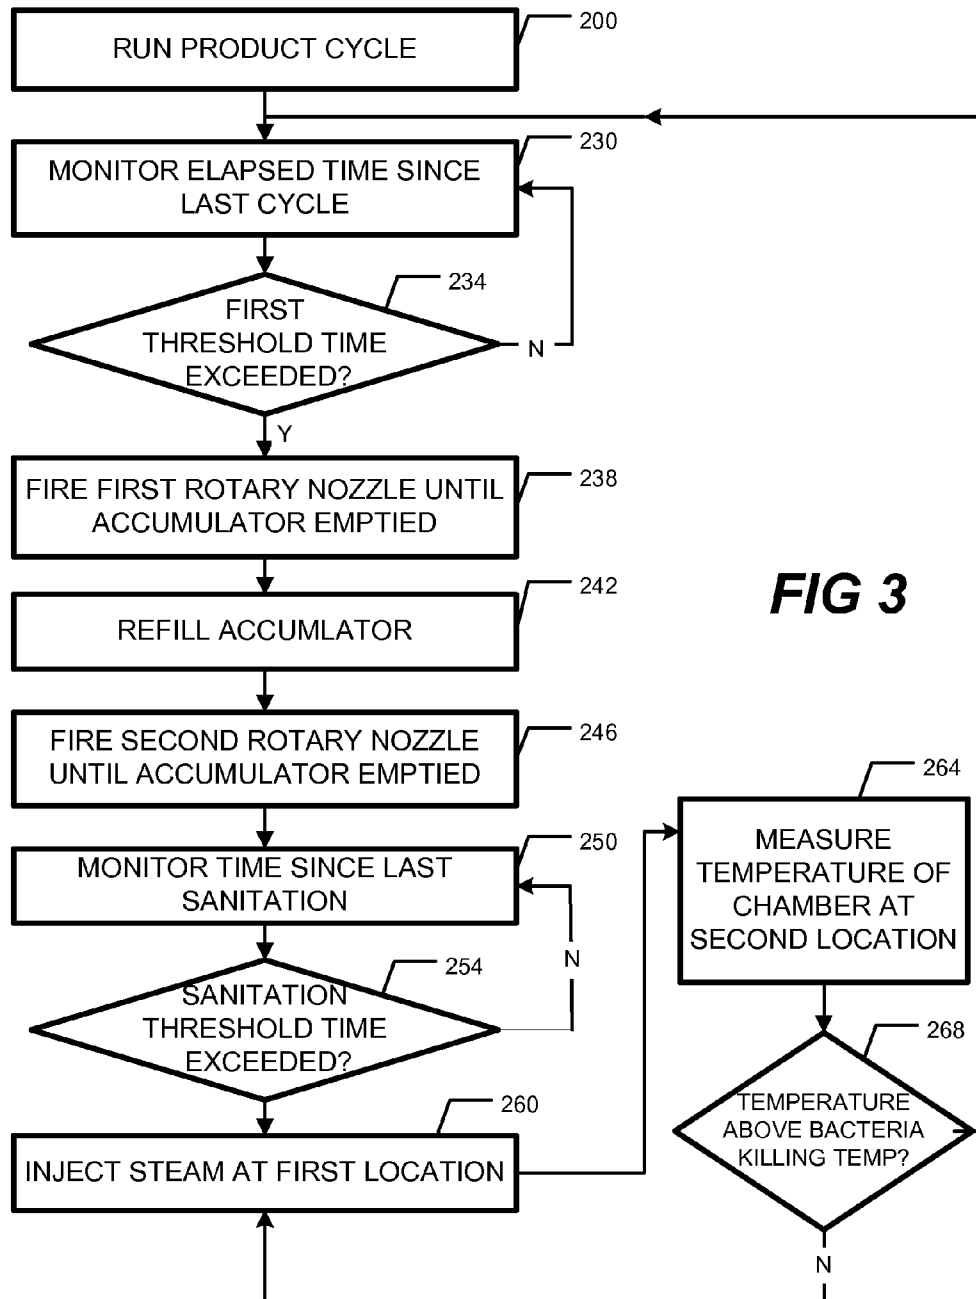 200
RUN PRODUCT CYCLE
230
MONITOR ELAPSED TIME SINCE
LAST CYCLE
234
FIRST
THRESHOLD TIME
EXCEEDED?
N
Y
238
FIRE FIRST ROTARY NOZZLE UNTIL
ACCUMULATOR EMPTIED
242
REFILL ACCUMLATOR
FIG 3
246
FIRE SECOND ROTARY NOZZLE
UNTIL ACCUMULATOR EMPTIED
250
MONITOR TIME SINCE LAST
SANITATION
N
254
SANITATION
THRESHOLD TIME
EXCEEDED?
260
INJECT STEAM AT FIRST LOCATION
264
MEASURE
TEMPERATURE OF
CHAMBER AT
SECOND LOCATION
268
TEMPERATURE
ABOVE BACTERIA
KILLING TEMP?
N